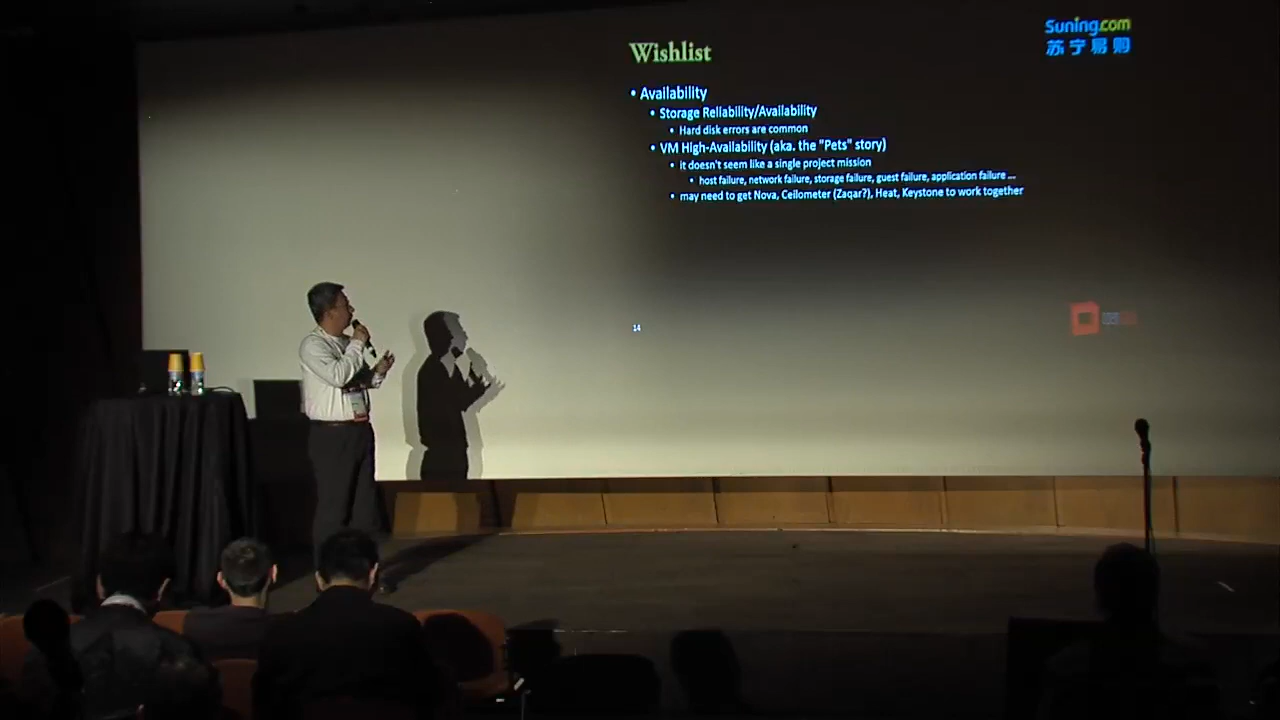 Suning.com
苏宁易购
Wishlist
• Availability
• Storage Reliability/Availability
• Hard disk errors are common
• VM High-Availability (aka. the "Pets" story)
• it doesn't seem like a single project mission
• host failure, network failure, storage failure, guest failure, application failure ...
• may need to get Nova, Ceilometer (Zaqar?), Heat, Keystone to work together
14